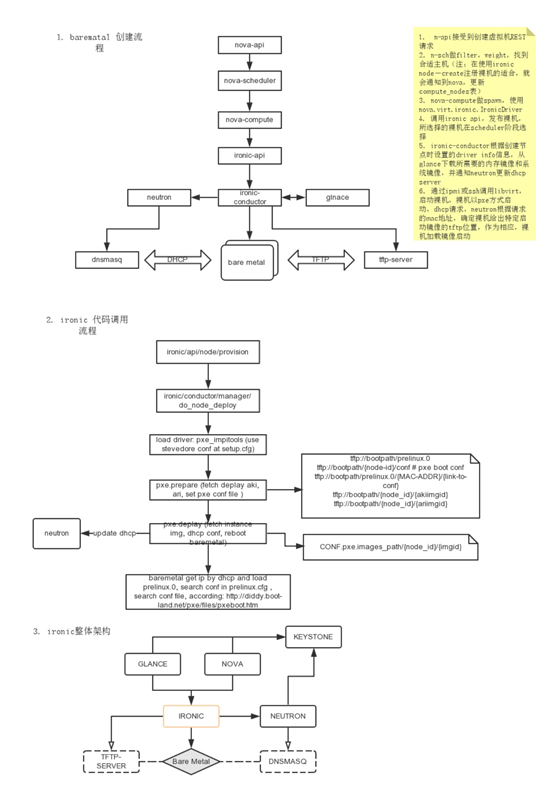 1. barematal 创建流
程
nova-api
nova-scheduler
nova-compute
ironic-api
neutron
ironic-
conductor
glnace
dnsmasq
DHCP
bare metal
TFTP
tftp-server
1. n-api接受到创建虚拟机REST
请求
2. n-sch做filter, weight, 找到
合适主机（注：在使用ironic
node-create注册裸机的适合，就
会通知到nova，更新
compute_nodes表）
3. nova-compute做spawn，使用
nova.virt.ironic.IronicDriver
4. 调用ironic api，发布裸机，
所选择的裸机在scheduler阶段选
择
5. ironic-conductor根据创建节
点时设置的driver info信息，从
glance下载所需要的内存镜像和系
统镜像，并通知neutron更新dhcp
server
6. 通过ipmi或ssh调用libvirt，
启动裸机，裸机以pxe方式启
动，dhcp请求，neutron根据请求
的mac地址，确定裸机给出特定启
动镜像的tftp位置，作为相应，裸
机加载镜像启动
2. ironic 代码调用
流程
ironic/api/node/provision
ironic/conductor/manager/
do_node_deploy
load driver: pxe_impitools (use
stevedore conf at setup.cfg)
pxe.prepare (fetch deplay aki,
ari, set pxe conf file )
tftp://bootpath/prelinux.0
tftp://bootpath/{node-id}/conf # pxe boot conf
tftp://bootpath/prelinux.0/{MAC-ADDR}/{link-to-
conf}
tftp://bootpath/{node_id}/{akiimgid}
tftp://bootpath/{node_id}/{ariimgid}
neutron
update dhcp
pxe.deploy (fetch instance
img, dhcp conf, reboot
baremetal)
CONF.pxe.images_path/{node_id}/{imgid}
baremetal get ip by dhcp and load
prelinux.0, search conf in prelinux.cfg ,
search conf file, according: http://diddy.boot-
land.net/pxe/files/pxeboot.htm
3. ironic整体架构
KEYSTONE
GLANCE
NOVA
IRONIC
NEUTRON
TFTP-
SERVER
Bare Metal
DNSMASQ